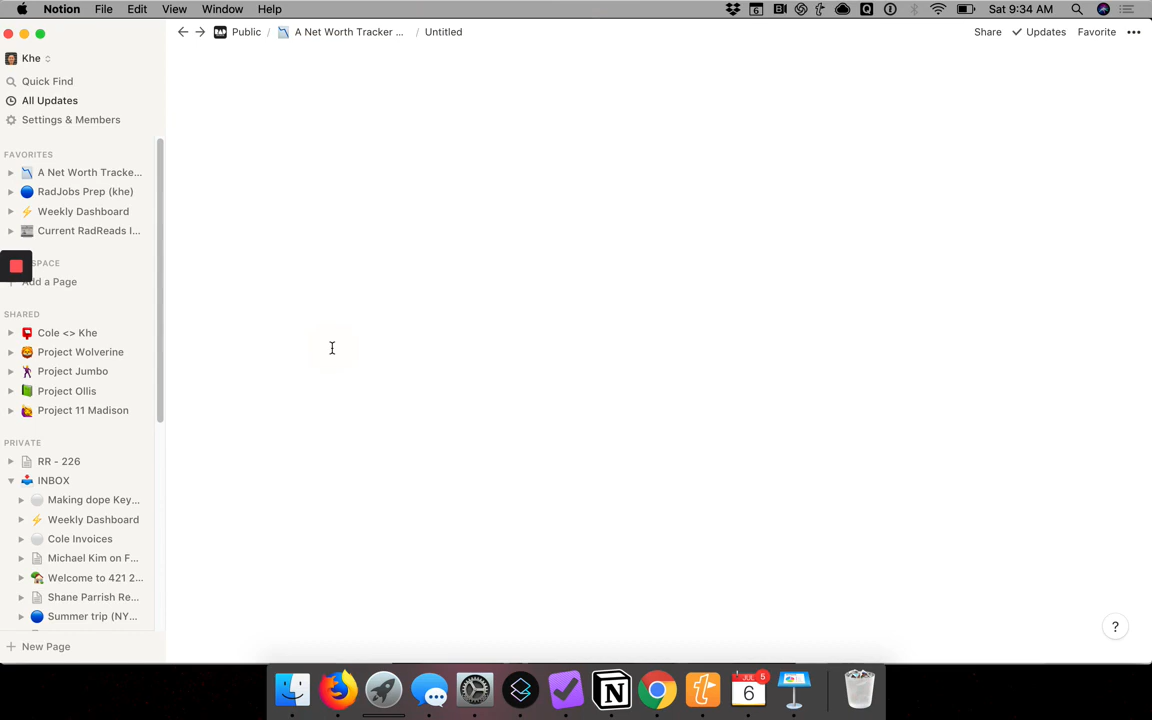 Notion File Edit View Window Help 6 Sat 9:34 AM
Public / A Net Worth Tracker ... / Untitled Share Updates Favorite •••
Khe
Quick Find
All Updates
Settings & Members
FAVORITES
A Net Worth Tracke...
RadJobs Prep (khe)
Weekly Dashboard
Current RadReads I...
SPACE
Add a Page
SHARED
Cole <> Khe
Project Wolverine
Project Jumbo
Project Ollis
Project 11 Madison
PRIVATE
RR - 226
INBOX
Making dope Key...
Weekly Dashboard
Cole Invoices
Michael Kim on F...
Welcome to 421 2...
Shane Parrish Re...
Summer trip (NY...
+ New Page
?
JUL 5
6